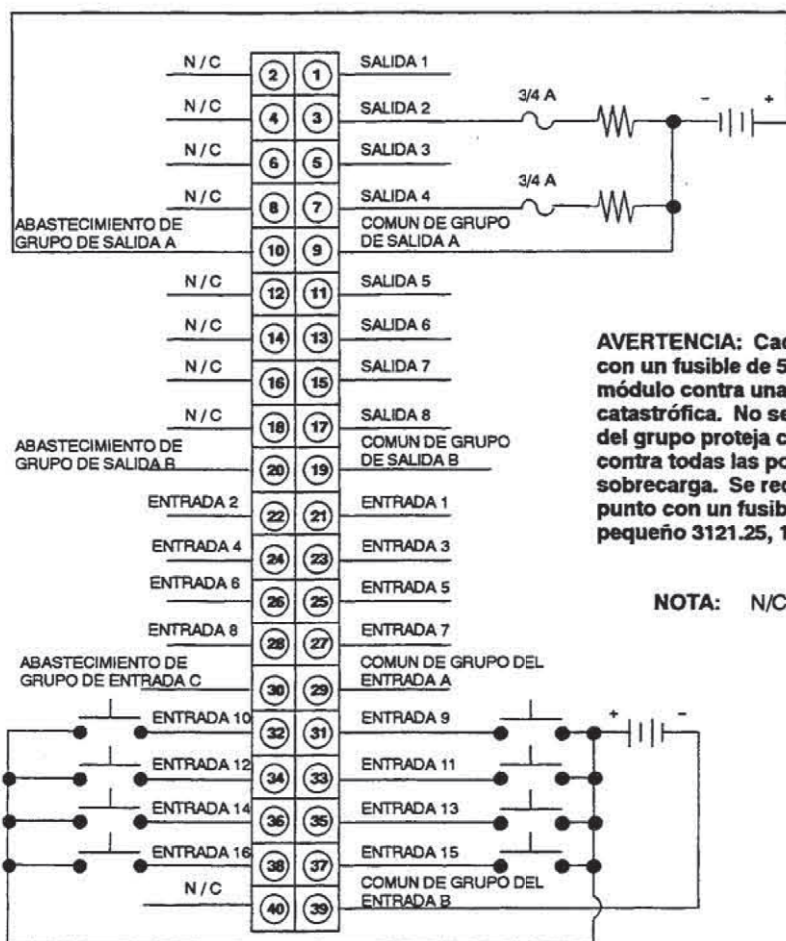 N/C 2 1 SALIDA 1
N/C 4 3 SALIDA 2 3/4 A - +
N/C 6 5 SALIDA 3
N/C 8 7 SALIDA 4 3/4 A
ABASTECIMIENTO DE
GRUPO DE SALIDA A 10 9 COMUN DE GRUPO
DE SALIDA A
N/C 12 11 SALIDA 5
N/C 14 13 SALIDA 6
N/C 16 15 SALIDA 7
N/C 18 17 SALIDA 8
ABASTECIMIENTO DE
GRUPO DE SALIDA B 20 19 COMUN DE GRUPO
DE SALIDA B
ENTRADA 2 22 21 ENTRADA 1
ENTRADA 4 24 23 ENTRADA 3
ENTRADA 6 26 25 ENTRADA 5
ENTRADA 8 28 27 ENTRADA 7
ABASTECIMIENTO DE
GRUPO DE ENTRADA C 30 29 COMUN DE GRUPO DEL
ENTRADA A
ENTRADA 10 32 31 ENTRADA 9 + -
ENTRADA 12 34 33 ENTRADA 11
ENTRADA 14 36 35 ENTRADA 13
ENTRADA 16 38 37 ENTRADA 15
N/C 40 39 COMUN DE GRUPO DEL
ENTRADA B
AVERTENCIA:
con un fusible de 5
módulo contra una
catastrófica. No se
del grupo proteja
contra todas las
sobrecarga. Se
punto con un
pequeño 3121.25, 1
NOTA: N/C